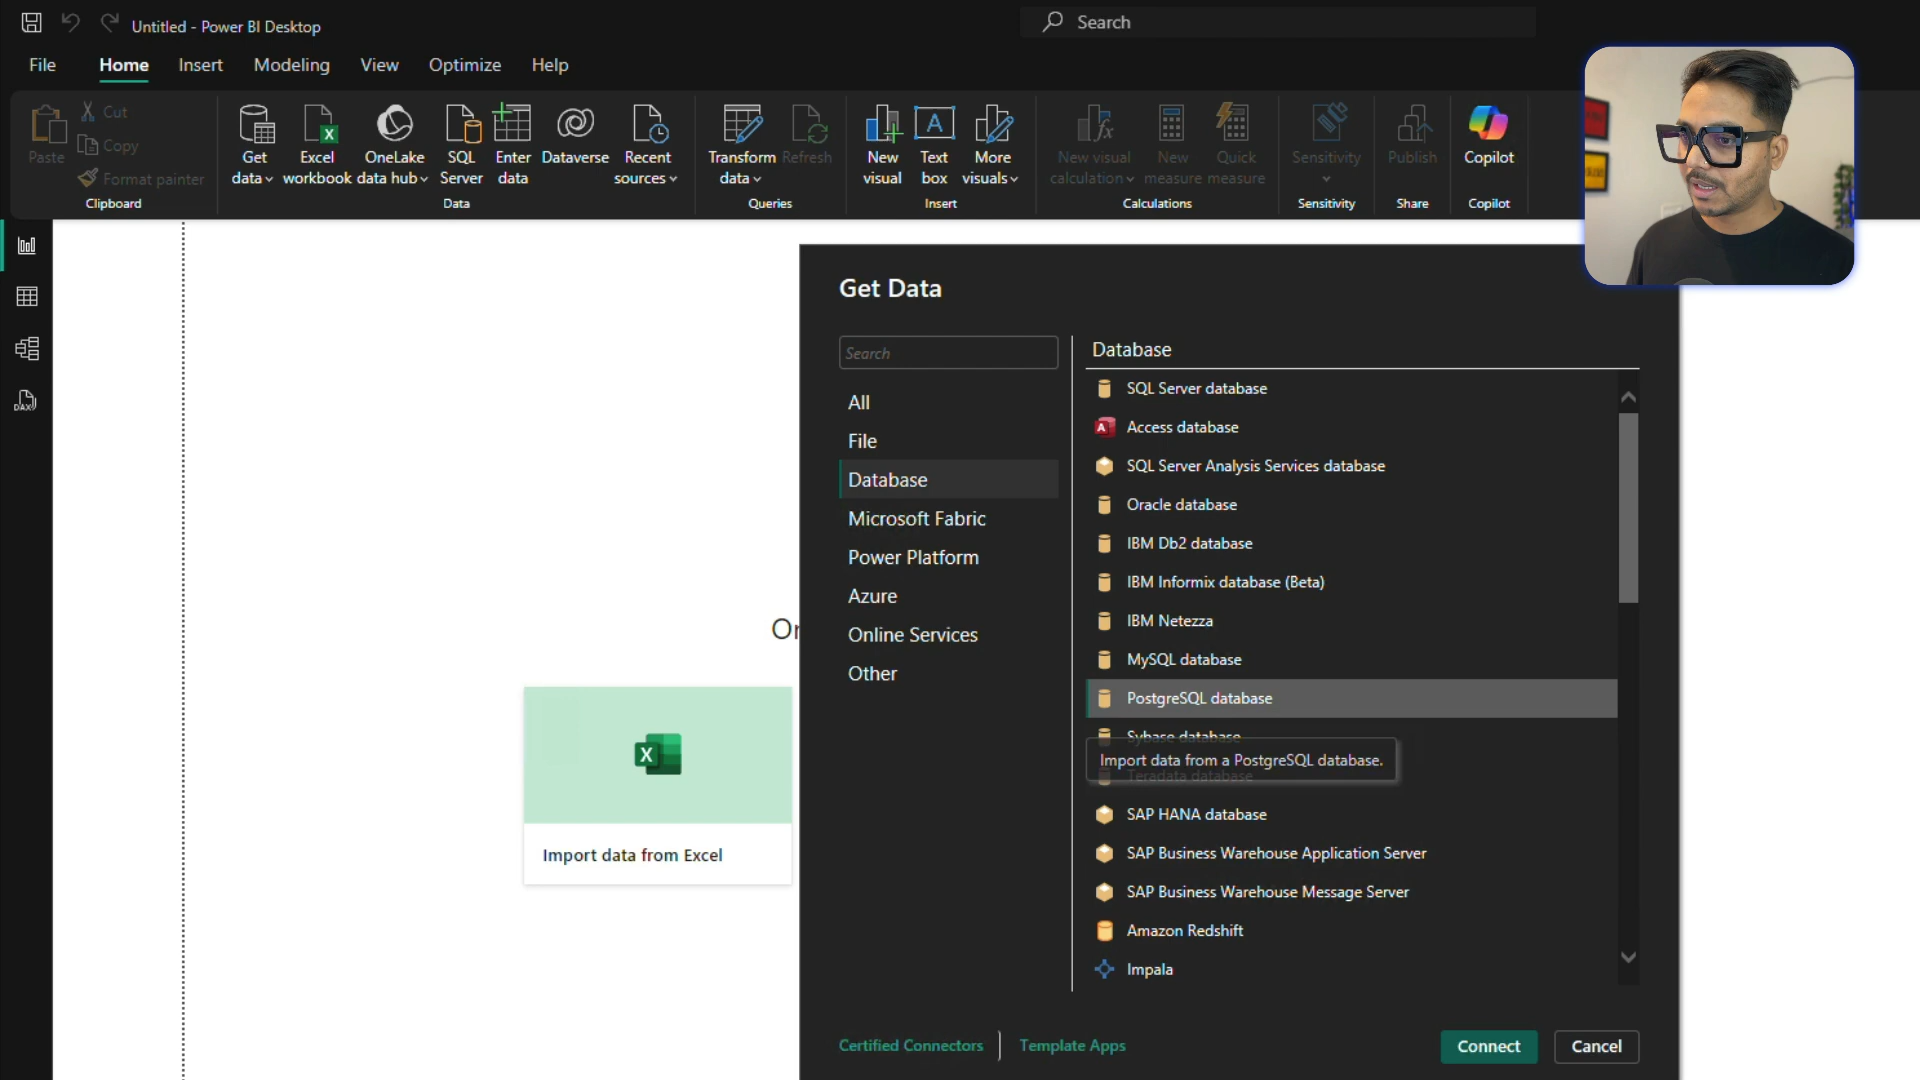 Untitled - Power BI Desktop
Search
File
Home
Insert
Modeling
View
Optimize
Help
Paste
Cut
Copy
Format painter
Clipboard
Get
data
Excel
workbook
OneLake
data hub
SQL
Server
Enter
data
Dataverse
Recent
sources
Data
Transform
data
Refresh
Queries
New
visual
Text
box
More
visuals
Insert
New visual
calculation
New
measure
Quick
measure
Calculations
Sensitivity
Sensitivity
Publish
Share
Copilot
Copilot
DAX
Or
Import data from Excel
Get Data
Search
All
File
Database
Microsoft Fabric
Power Platform
Azure
Online Services
Other
Database
SQL Server database
Access database
SQL Server Analysis Services database
Oracle database
IBM Db2 database
IBM Informix database (Beta)
IBM Netezza
MySQL database
PostgreSQL database
Sybase database
Import data from a PostgreSQL database.
Teradata database
SAP HANA database
SAP Business Warehouse Application Server
SAP Business Warehouse Message Server
Amazon Redshift
Impala
Certified Connectors
Template Apps
Connect
Cancel